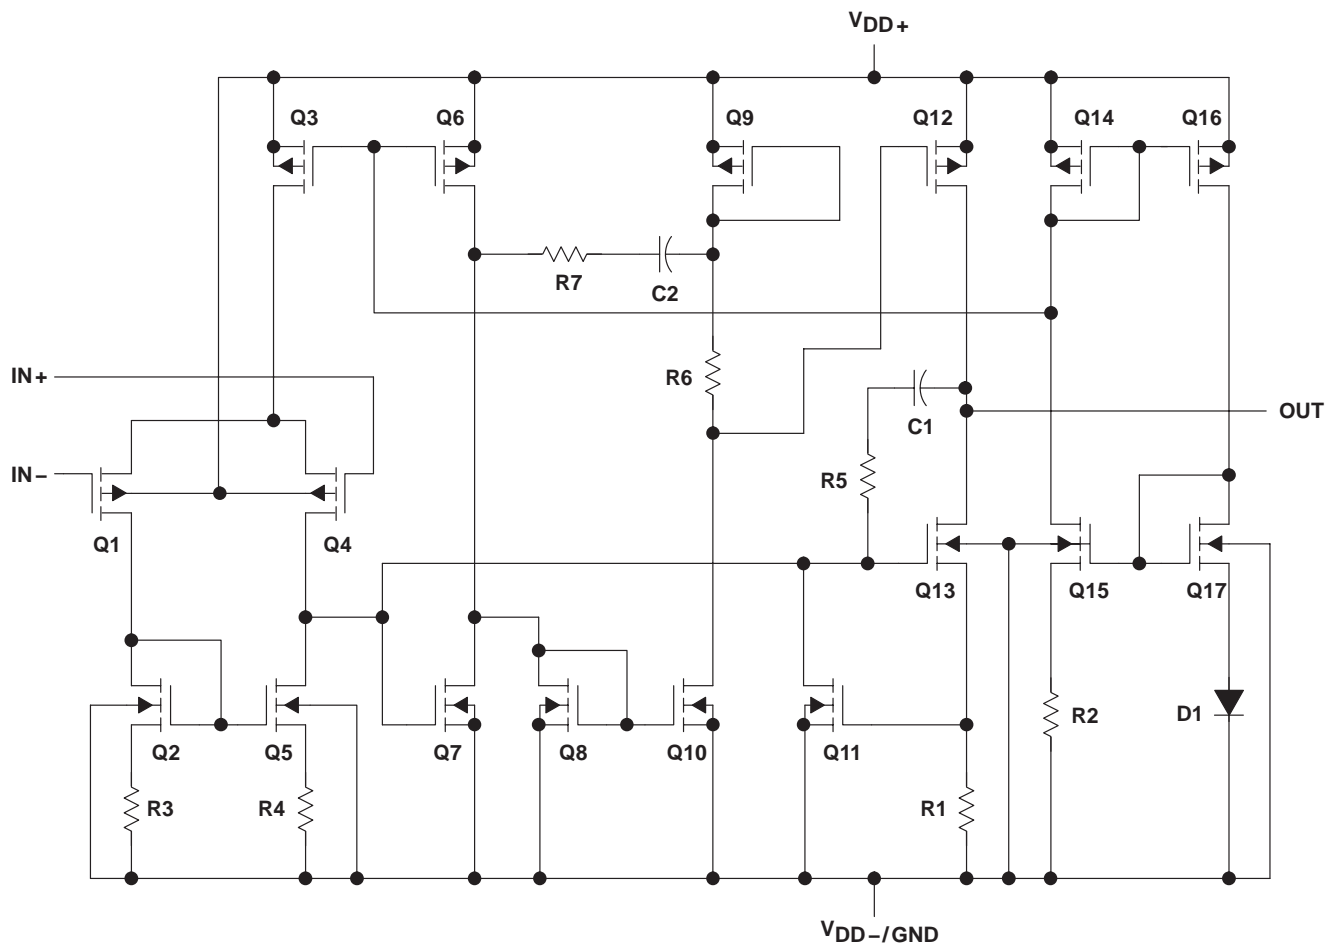 VDD+
Q3 Q6 Q9 Q12 Q14 Q16
R7
C2
IN+
R6
C1
OUT
IN−
R5
Q1 Q4
Q13 Q15 Q17
R2 D1
Q2 Q5 Q7 Q8 Q10 Q11
R3 R4 R1
VDD−/GND